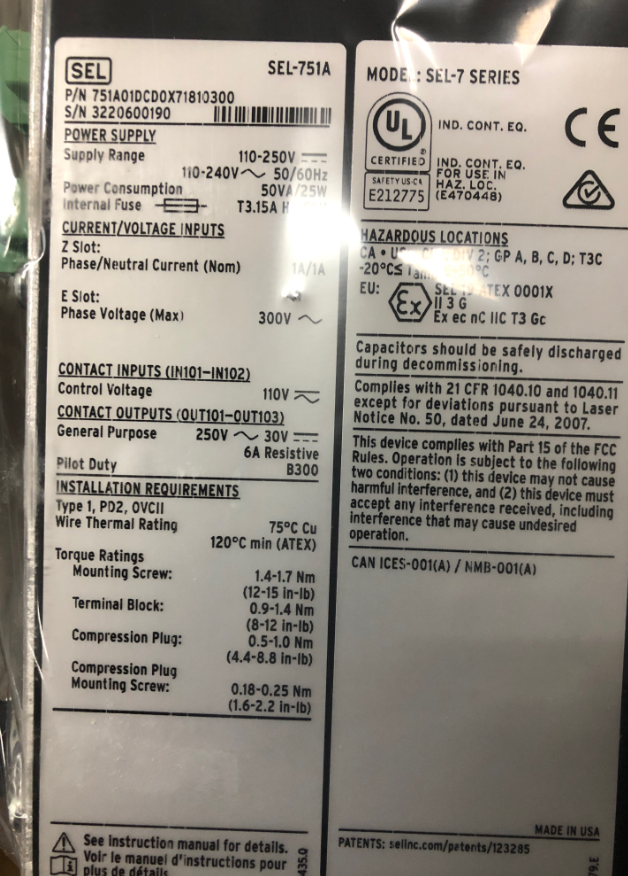 SEL SEL-751A
P/N 751A01DCD0X71810300
S/N 3220600190
POWER SUPPLY
Supply Range 110-250V
110-240V 50/60Hz
Power Consumption 50VA/25W
Internal Fuse T3.15A
CURRENT/VOLTAGE INPUTS
Z Slot:
Phase/Neutral Current (Nom) 1A/1A
E Slot:
Phase Voltage (Max) 300V
CONTACT INPUTS (IN101-IN102)
Control Voltage 110V
CONTACT OUTPUTS (OUT101-OUT103)
General Purpose 250V 30V
6A Resistive
Pilot Duty B300
INSTALLATION REQUIREMENTS
Type 1, PD2, OVCII
Wire Thermal Rating 75°C Cu
120°C min (ATEX)
Torque Ratings
Mounting Screw: 1.4-1.7 Nm
(12-15 in-lb)
Terminal Block: 0.9-1.4 Nm
(8-12 in-lb)
Compression Plug: 0.5-1.0 Nm
(4.4-8.8 in-lb)
Compression Plug
Mounting Screw: 0.18-0.25 Nm
(1.6-2.2 in-lb)
See instruction manual for details.
Voir le manuel d'instructions pour
plus de détails
435.0
MODEL: SEL-7 SERIES
UL
®
CERTIFIED
SAFETY US-CA
E212775
IND. CONT. EQ.
IND. CONT. EQ.
FOR USE IN
HAZ. LOC.
(E470448)
CE
HAZARDOUS LOCATIONS
CA • DIV 2; GP A, B, C, D; T3C
-20°C≤
EU: Ex ATEX 0001X
II 3 G
Ex ec nC IIC T3 Gc
Capacitors should be safely discharged
during decommissioning.
Complies with 21 CFR 1040.10 and 1040.11
except for deviations pursuant to Laser
Notice No. 50, dated June 24, 2007.
This device complies with Part 15 of the FCC
Rules. Operation is subject to the following
two conditions: (1) this device may not cause
harmful interference, and (2) this device must
accept any interference received, including
interference that may cause undesired
operation.
CAN ICES-001(A) / NMB-001(A)
MADE IN USA
PATENTS: selinc.com/patents/123285
79.E